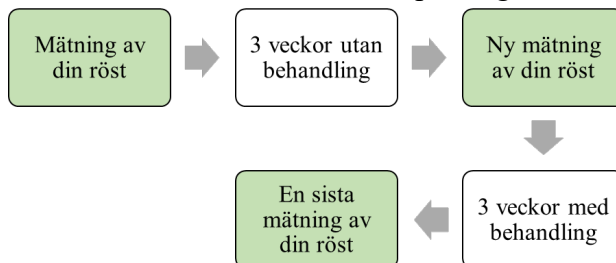 Mätning av
din röst
3 veckor utan
behandling
Ny mätning
av din röst
3 veckor med
behandling
En sista
mätning av
din röst